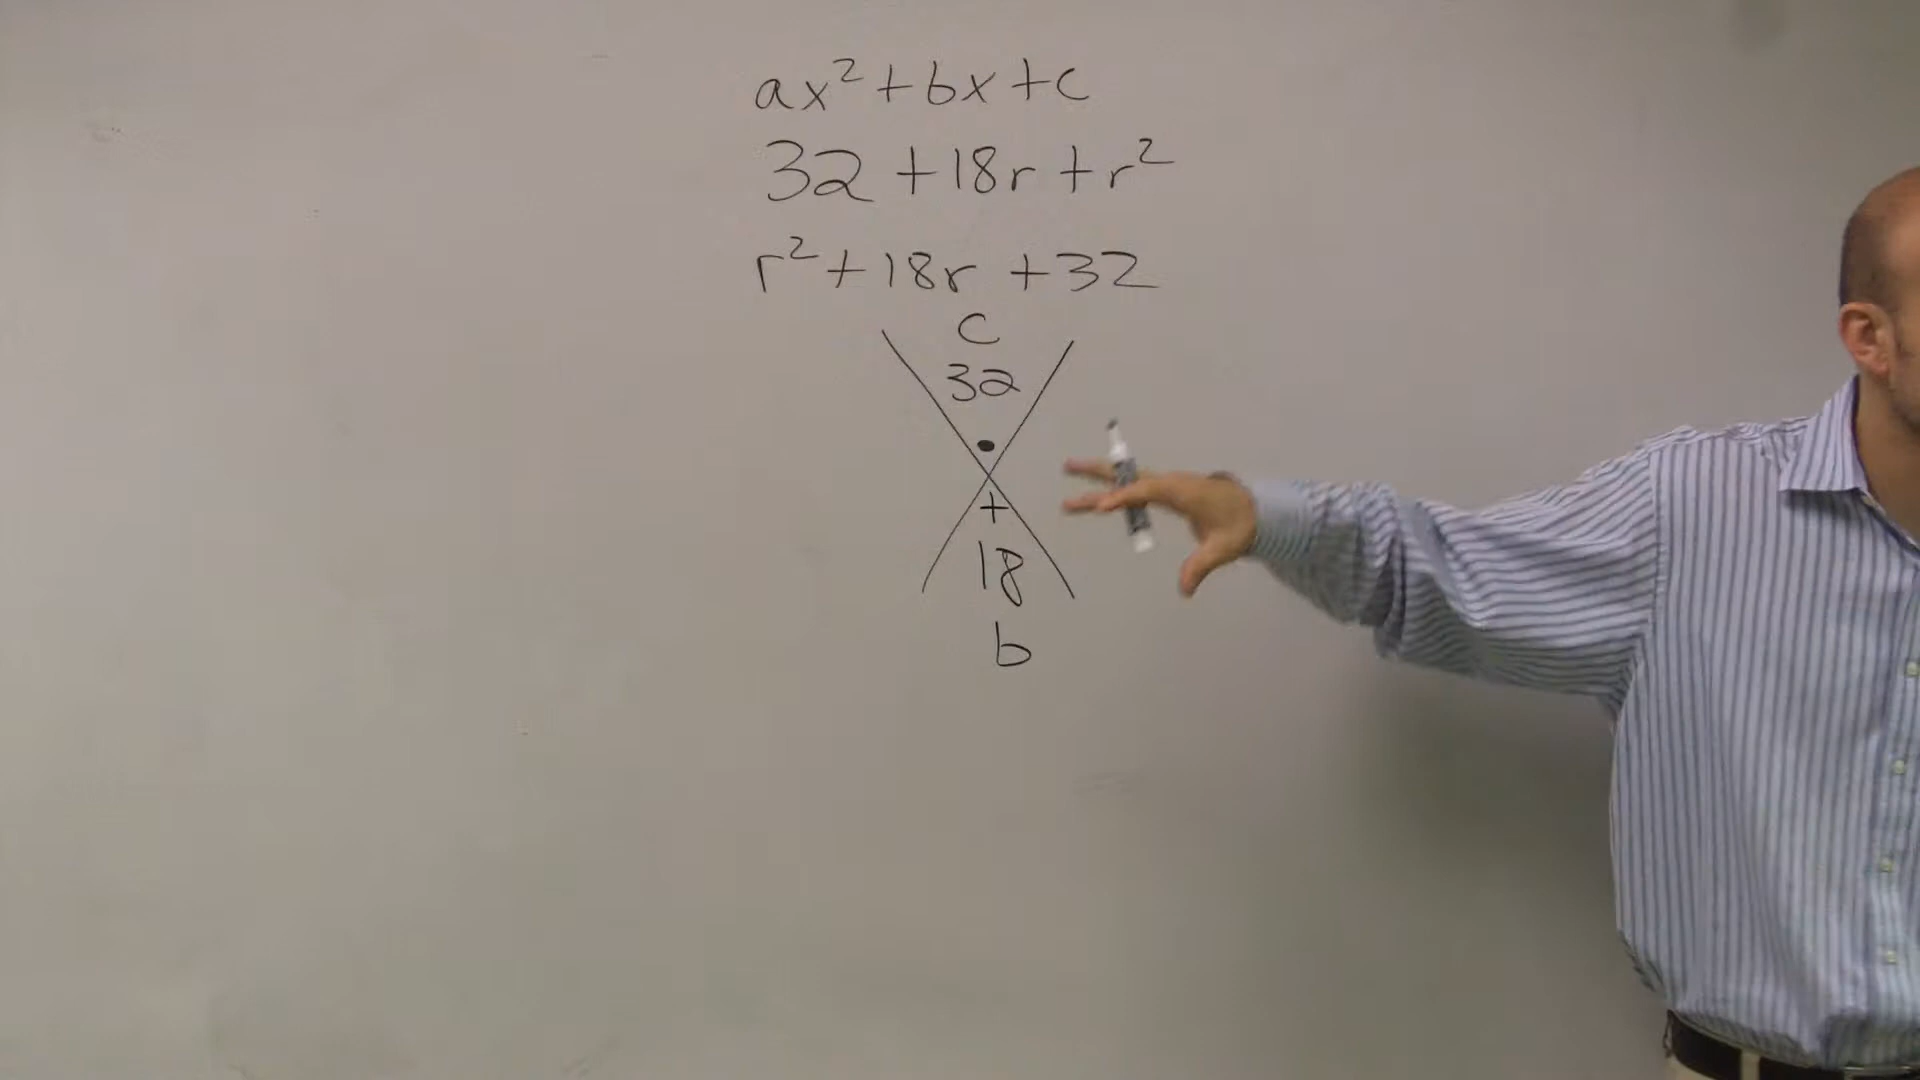 ax²+bx+c
32+18r+r²
r²+18r+32
c
32
•
+
18
b